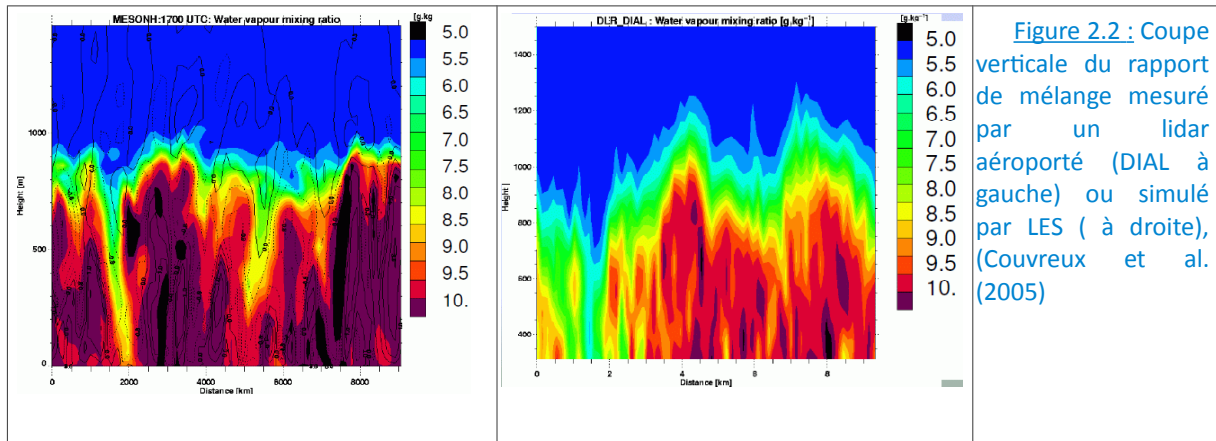 MESONH:1700 UTC: Water vapour mixing ratio
[g.kg
5.0
5.5
6.0
6.5
7.0
7.5
8.0
8.5
9.0
9.5
10.
1000
500
0
Height [m]
0 2000 4000 6000 8000
Distance [km]
DLR_DIAL : Water vapour mixing ratio [g.kg⁻¹]
[g.kg⁻¹]
5.0
5.5
6.0
6.5
7.0
7.5
8.0
8.5
9.0
9.5
10.
1400
1200
1000
800
600
400
Height
0 2 4 6 8
Distance [km]
Figure 2.2 : Coupe
verticale du rapport
de mélange mesuré
par un lidar
aéroporté (DIAL à
gauche) ou simulé
par LES ( à droite),
(Couvreux et al.
(2005)